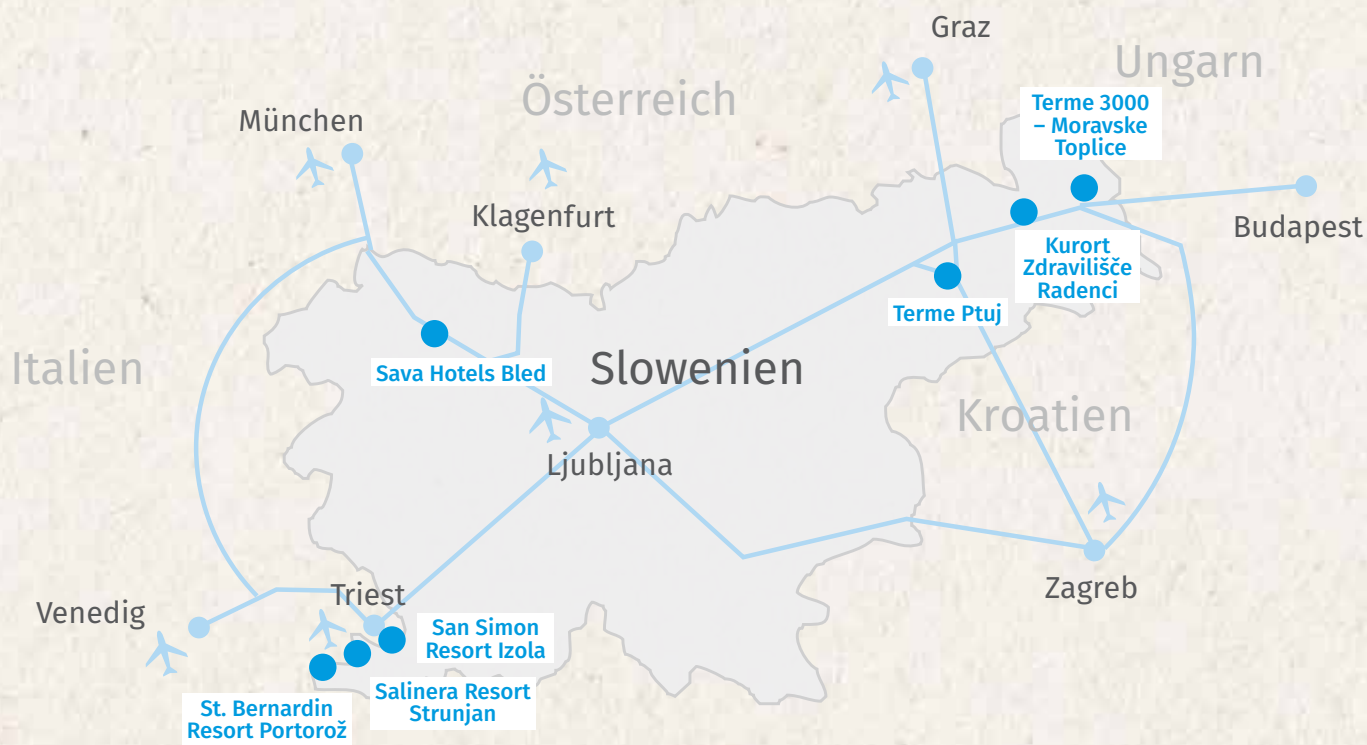 Graz
Ungarn
Österreich
Terme 3000
– Moravske
Toplice
München
Klagenfurt
Budapest
Kurort
Zdravilišče
Radenci
Terme Ptuj
Italien
Sava Hotels Bled
Slowenien
Kroatien
Ljubljana
Zagreb
Triest
Venedig
San Simon
Resort Izola
Salinera Resort
Strunjan
St. Bernardin
Resort Portorož